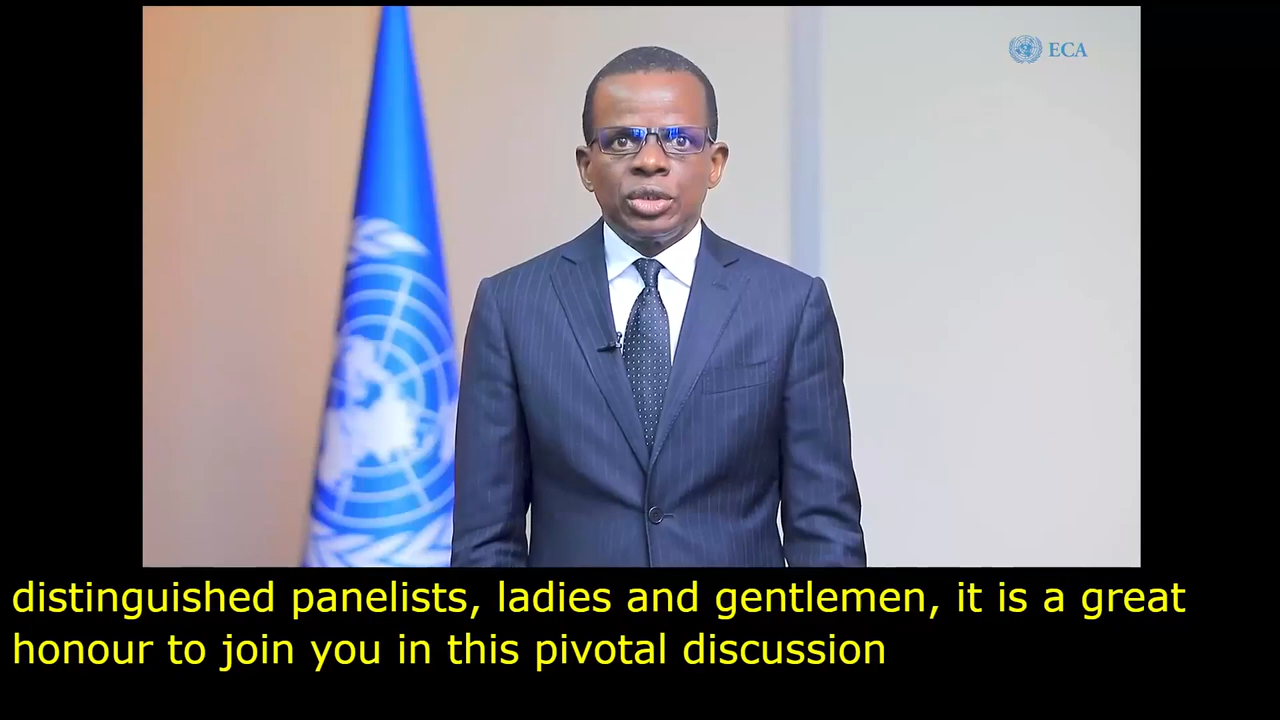 ECA
distinguished panelists, ladies and gentlemen, it is a great
honour to join you in this pivotal discussion